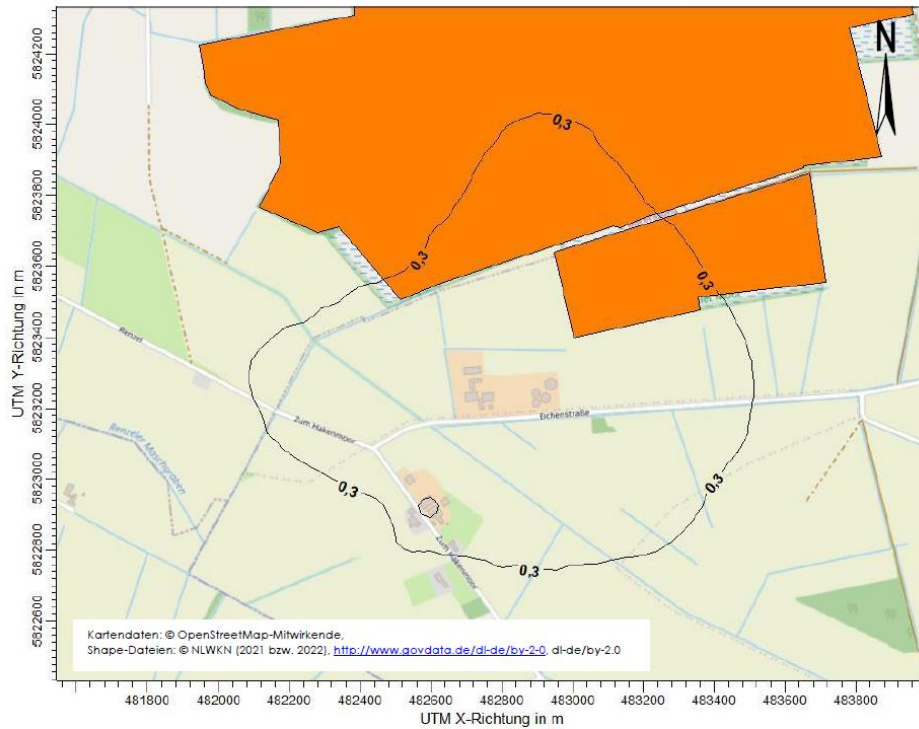 N
0,3
0,3
0,3
0,3
0,3
0,3
Renzel
Zum Hakenmoor
Eichenstraße
Renzeler Maschgraben
Zum Hakenmoor
Kartendaten: © OpenStreetMap-Mitwirkende,
Shape-Dateien: © NLWKN (2021 bzw. 2022), http://www.govdata.de/dl-de/by-2-0, dl-de/by-2.0
UTM Y-Richtung in m
5824200
5824000
5823800
5823600
5823400
5823200
5823000
5822800
5822600
481800 482000 482200 482400 482600 482800 483000 483200 483400 483600 483800
UTM X-Richtung in m